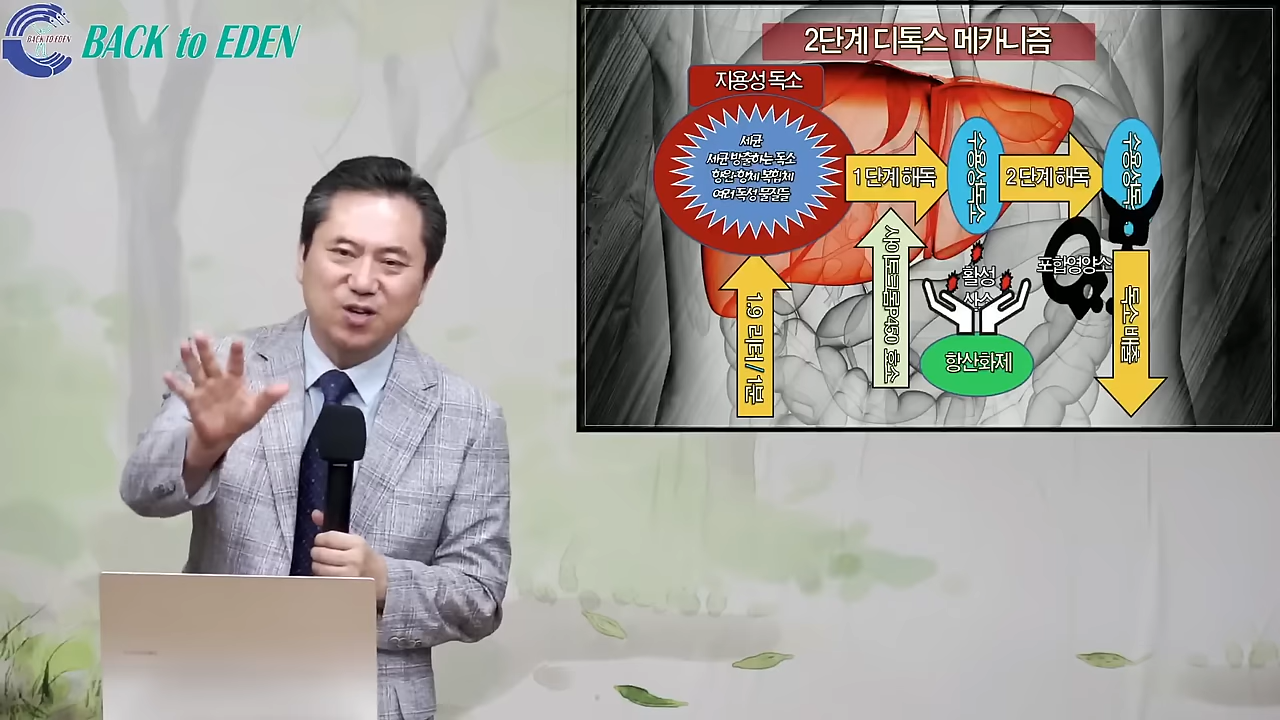 BACK TO EDEN
BACK to EDEN
2단계 디톡스 메카니즘
지용성 독소
세균
세균 방출하는 독소
항원-항체 복합체
여러 독성 물질들
1 단계 해독
수용성독소
2 단계 해독
수용성독
1.9 리터 / 1분
사이토크롬P450 효소
활성
산소
항산화제
포합영양소
독소 배출